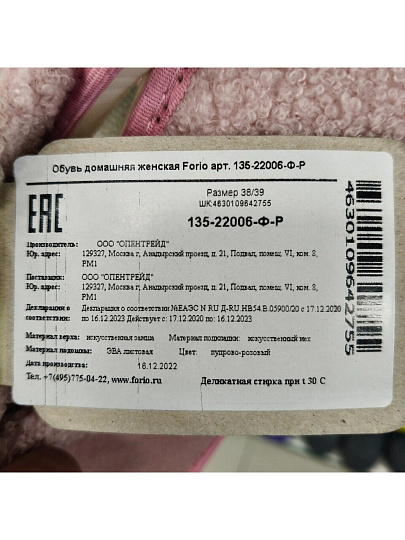 Обувь домашняя женская Forio арт. 135-22006-Ф-Р
Размер 38/39
ШК4630109642755
EAC
135-22006-Ф-Р
Производитель: ООО "ОПЕНТРЕЙД"
Юр. адрес: 129327, Москва г, Анадырский проезд, д. 21, Подвал, помещ. VI, ком. 8,
РМ1
Поставщик: ООО "ОПЕНТРЕЙД"
Юр. адрес: 129327, Москва г, Анадырский проезд, д. 21, Подвал, помещ. VI, ком. 8,
РМ1
Декларация о соответствии: Декларация о соответствии №ЕАЭС N RU Д-RU.НВ54.В.05900/20 с 17.12.2020
по 16.12.2023 Действует с: 17.12.2020 по: 16.12.2023
Материал верха: искусственная замша Материал подкладки: искусственный мех
Материал подошвы: ЭВА листовая Цвет: пудрово-розовый
Дата производства: 16.12.2022
Тел. +7(495)775-04-22, www.forio.ru Деликатная стирка при t 30 С
4630109642755